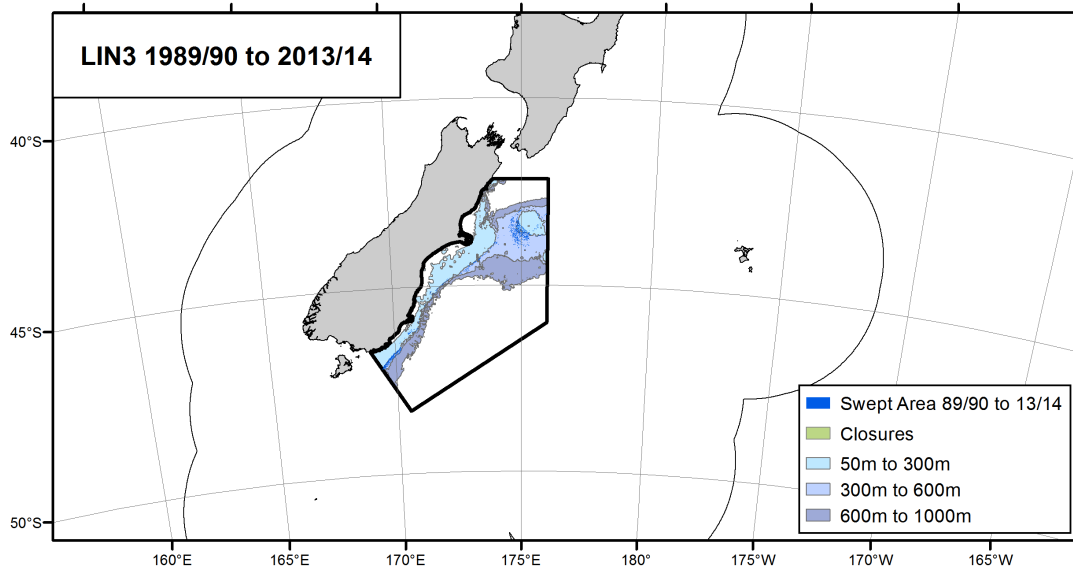 LIN3 1989/90 to 2013/14
40°S
45°S
50°S
Swept Area 89/90 to 13/14
Closures
50m to 300m
300m to 600m
600m to 1000m
160°E
165°E
170°E
175°E
180°
175°W
170°W
165°W